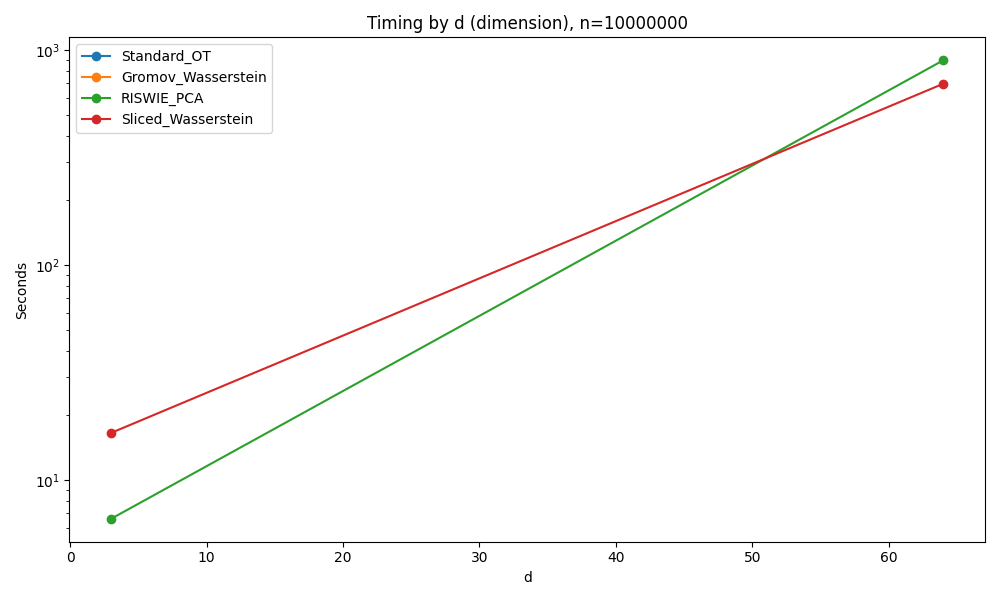 Timing by d (dimension), n=10000000
Standard_OT
Gromov_Wasserstein
RISWIE_PCA
Sliced_Wasserstein
Seconds
10³
10²
10¹
0 10 20 30 40 50 60
d